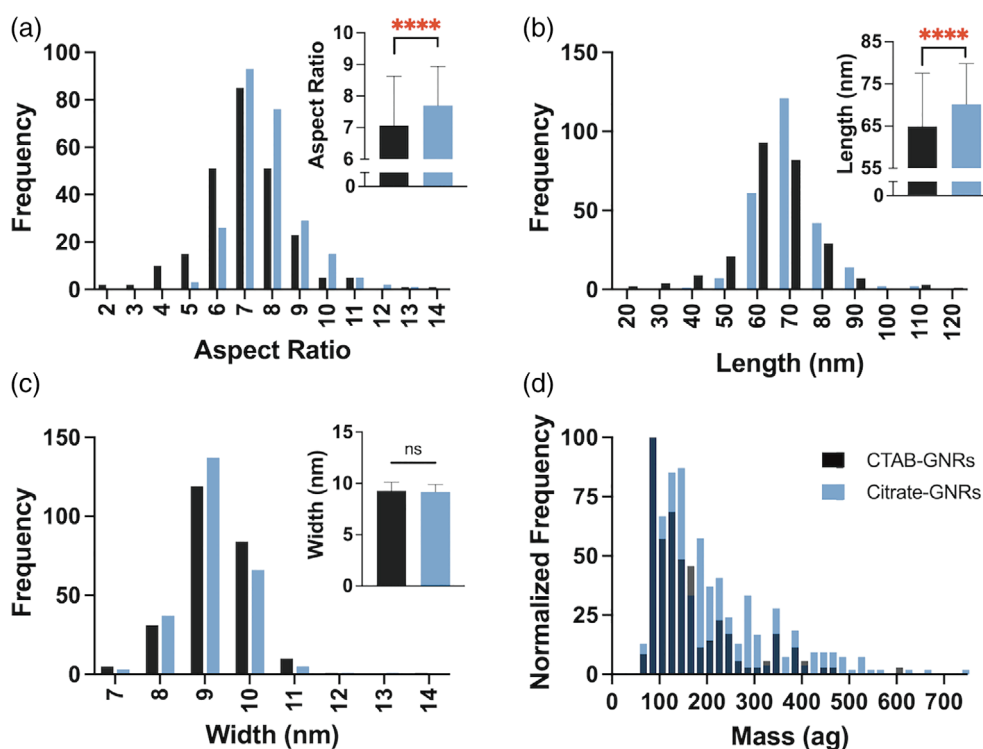 (a)
Frequency
100
80
60
40
20
0
2 3 4 5 6 7 8 9 10 11 12 13 14
Aspect Ratio
****
Aspect Ratio
10
9
8
7
6
0
(b)
Frequency
150
100
50
0
20 30 40 50 60 70 80 90 100 110 120
Length (nm)
****
Length (nm)
85
75
65
55
0
(c)
Frequency
150
100
50
0
7 8 9 10 11 12 13 14
Width (nm)
ns
Width (nm)
15
10
5
0
(d)
Normalized Frequency
100
75
50
25
0
0 100 200 300 400 500 600 700
Mass (ag)
CTAB-GNRs
Citrate-GNRs